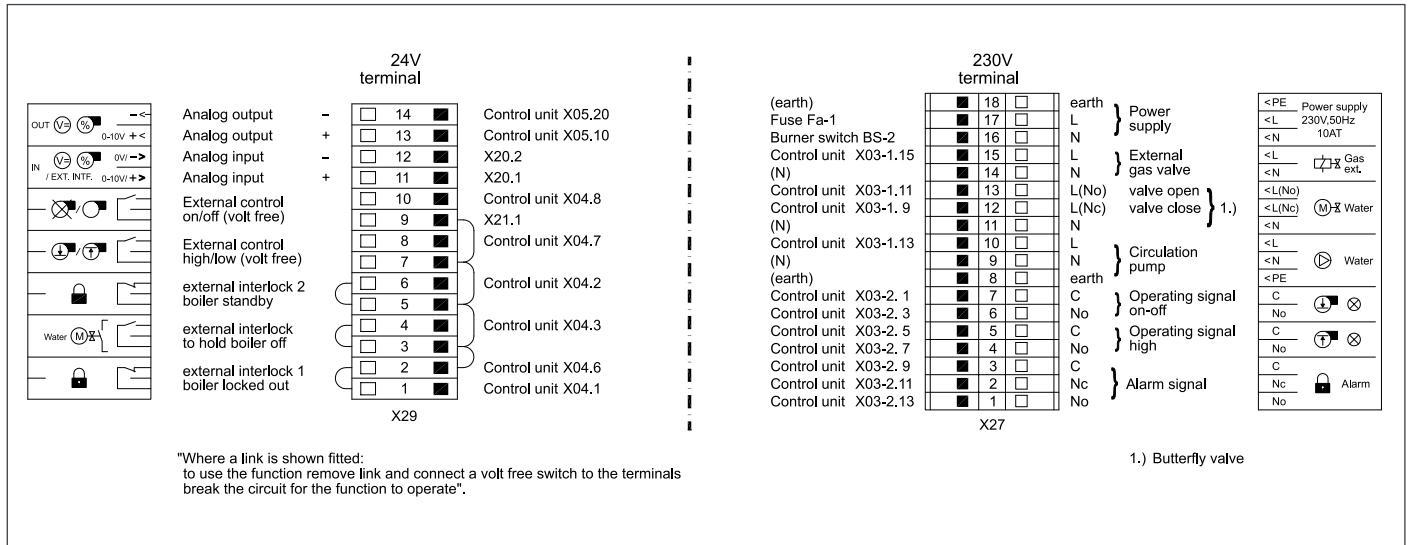 24V
terminal
OUT V= % - <
0-10V + <
IN V= % 0V/ - >
/ EXT. INTF. 0-10V/ + >
Water M
Analog output - 14 Control unit X05.20
Analog output + 13 Control unit X05.10
Analog input - 12 X20.2
Analog input + 11 X20.1
External control 10 Control unit X04.8
on/off (volt free) 9 X21.1
External control 8 Control unit X04.7
high/low (volt free) 7
external interlock 2 6 Control unit X04.2
boiler standby 5
external interlock 4 Control unit X04.3
to hold boiler off 3
external interlock 1 2 Control unit X04.6
boiler locked out 1 Control unit X04.1
X29
"Where a link is shown fitted:
to use the function remove link and connect a volt free switch to the terminals
break the circuit for the function to operate".
230V
terminal
(earth) 18 earth
Fuse Fa-1 17 L
Burner switch BS-2 16 N
Power
supply
Control unit X03-1.15 15 L External
(N) 14 N gas valve
Control unit X03-1.11 13 L(No) valve open
Control unit X03-1. 9 12 L(Nc) valve close 1.)
(N) 11 N
Control unit X03-1.13 10 L
(N) 9 N
Circulation
pump
(earth) 8 earth
Control unit X03-2. 1 7 C Operating signal
Control unit X03-2. 3 6 No on-off
Control unit X03-2. 5 5 C Operating signal
Control unit X03-2. 7 4 No high
Control unit X03-2. 9 3 C
Control unit X03-2.11 2 Nc Alarm signal
Control unit X03-2.13 1 No
X27
<PE Power supply
<L 230V,50Hz
<N 10AT
<L Gas
<N ext.
<L(No)
<L(Nc) M Water
<N
<L
<N Water
<PE
C
No
C
No
C
Nc Alarm
No
1.) Butterfly valve